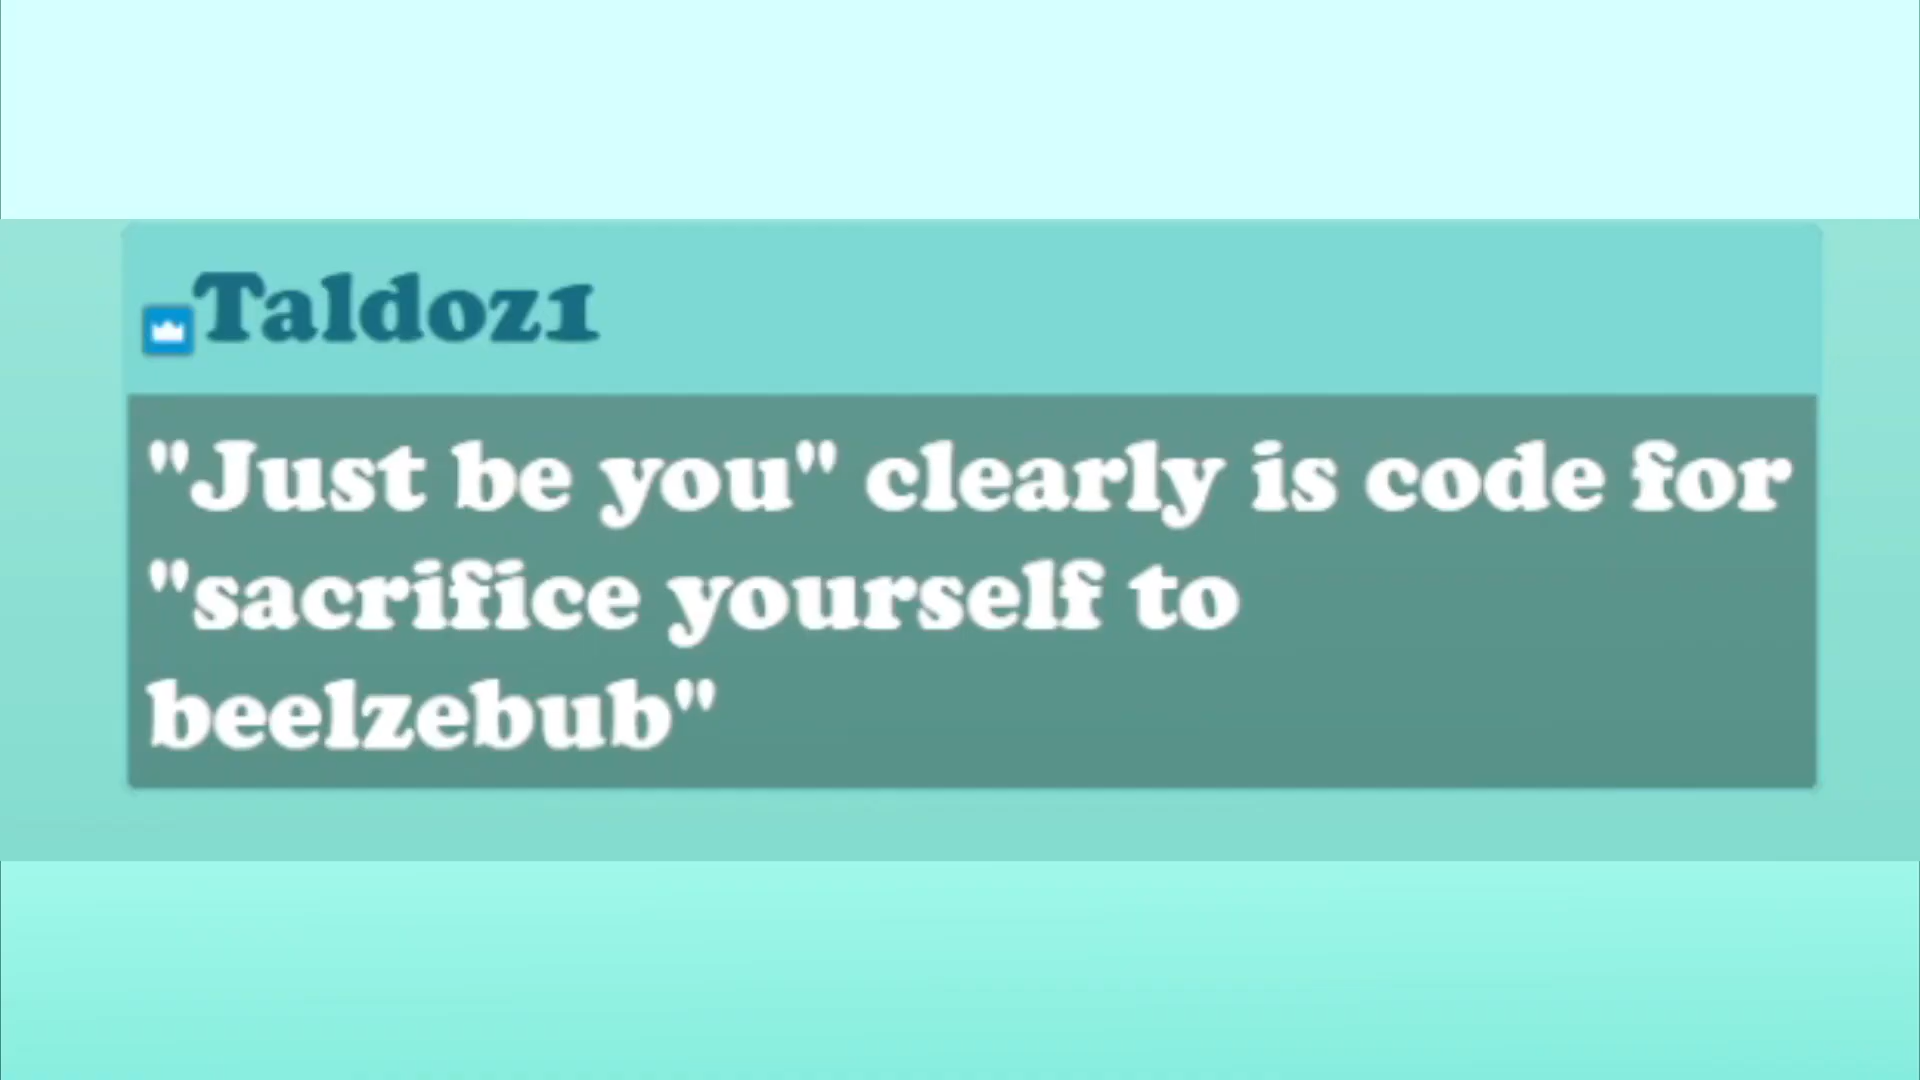 Taldoz1
"Just be you" clearly is code for
"sacrifice yourself to
beelzebub"